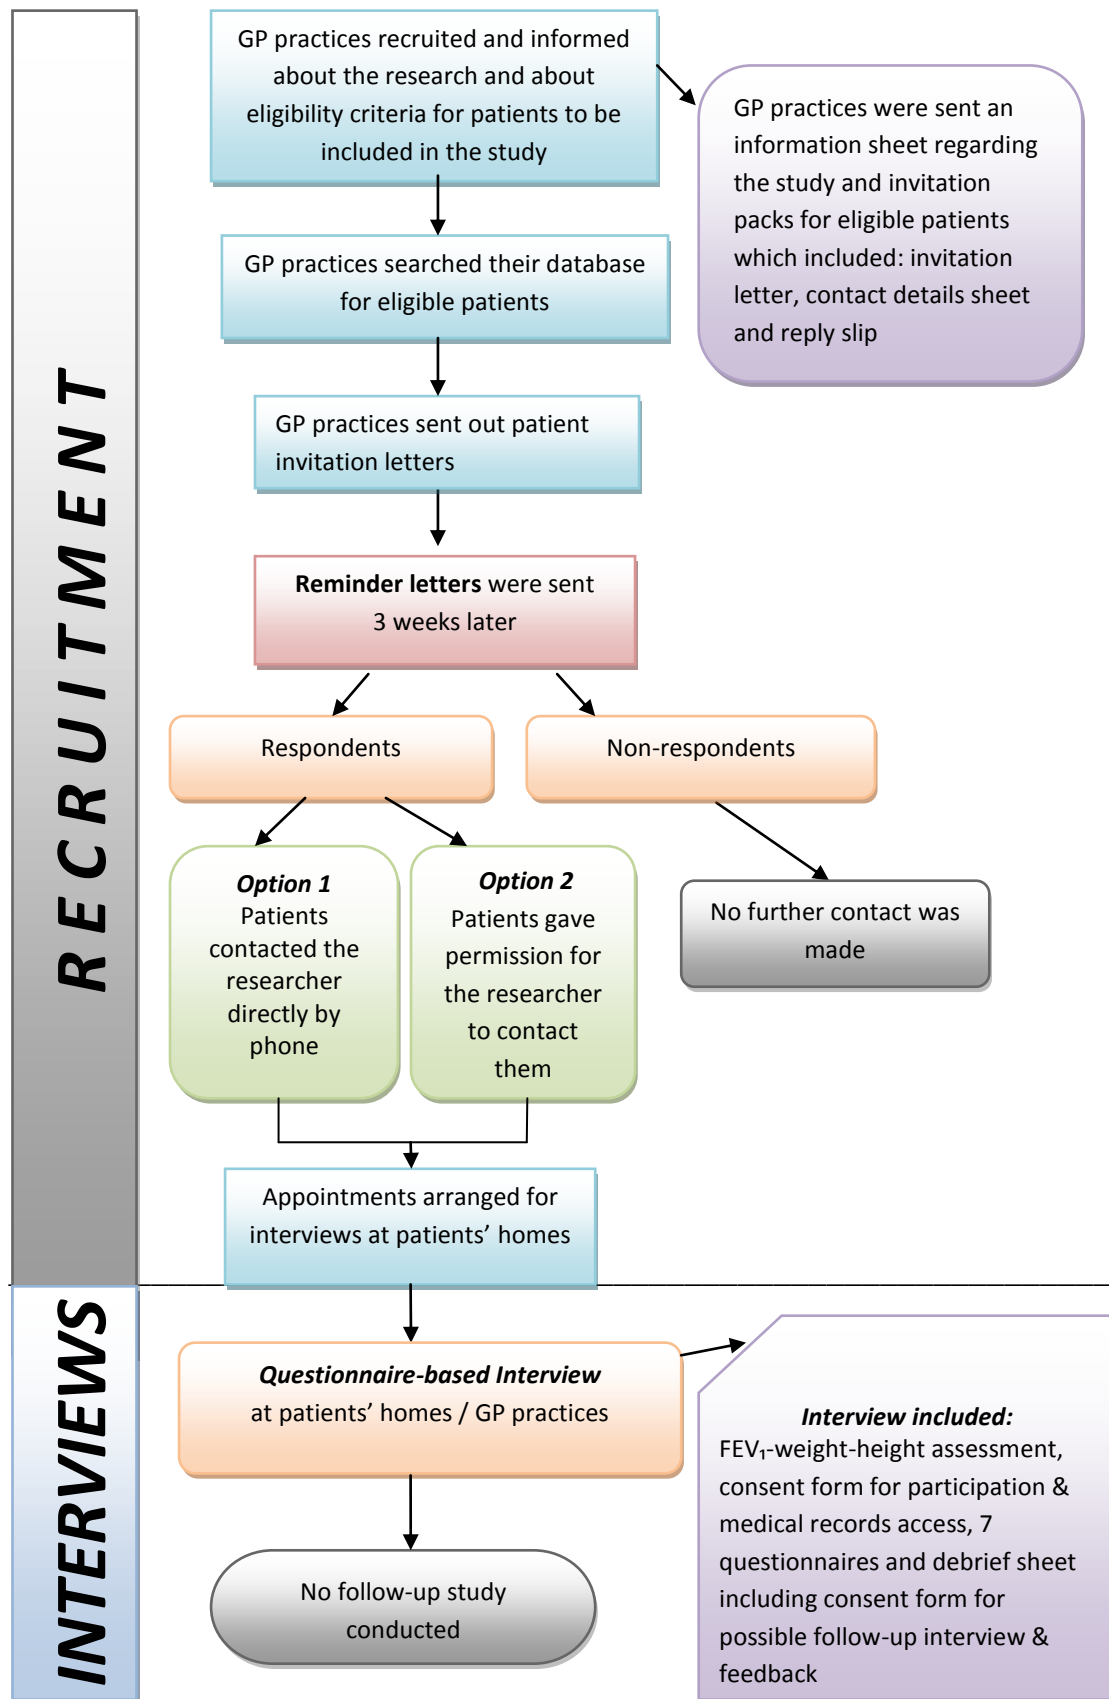 RECRUITMENT
GP practices recruited and informed
about the research and about
eligibility criteria for patients to be
included in the study
GP practices were sent an
information sheet regarding
the study and invitation
packs for eligible patients
which included: invitation
letter, contact details sheet
and reply slip
GP practices searched their database
for eligible patients
GP practices sent out patient
invitation letters
Reminder letters were sent
3 weeks later
Respondents
Non-respondents
Option 1
Patients
contacted the
researcher
directly by
phone
Option 2
Patients gave
permission for
the researcher
to contact
them
No further contact was
made
Appointments arranged for
interviews at patients’ homes
INTERVIEWS
Questionnaire-based Interview
at patients’ homes / GP practices
Interview included:
FEV₁-weight-height assessment,
consent form for participation &
medical records access, 7
questionnaires and debrief sheet
including consent form for
possible follow-up interview &
feedback
No follow-up study
conducted